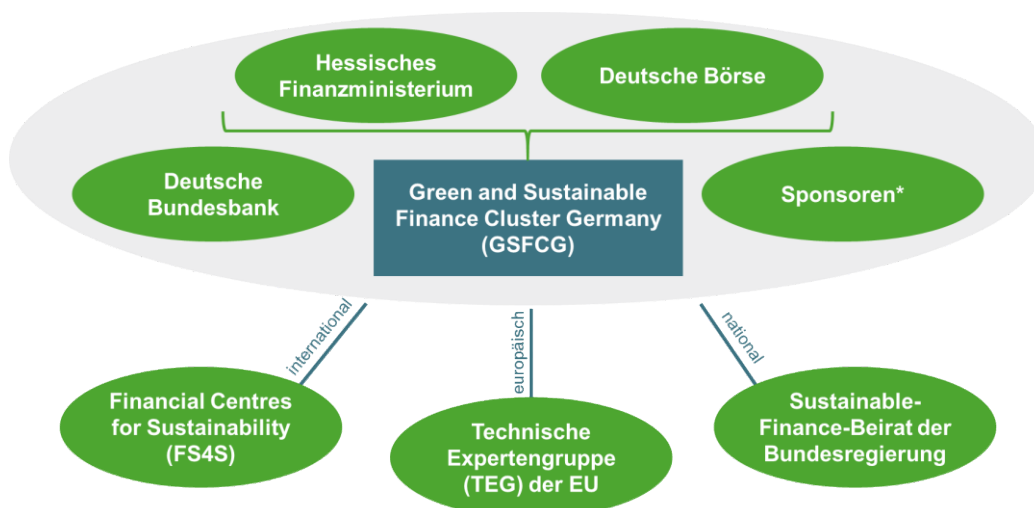 Hessisches
Finanzministerium
Deutsche Börse
Deutsche
Bundesbank
Green and Sustainable
Finance Cluster Germany
(GSFCG)
Sponsoren*
international
europäisch
national
Financial Centres
for Sustainability
(FS4S)
Technische
Expertengruppe
(TEG) der EU
Sustainable-
Finance-Beirat der
Bundesregierung